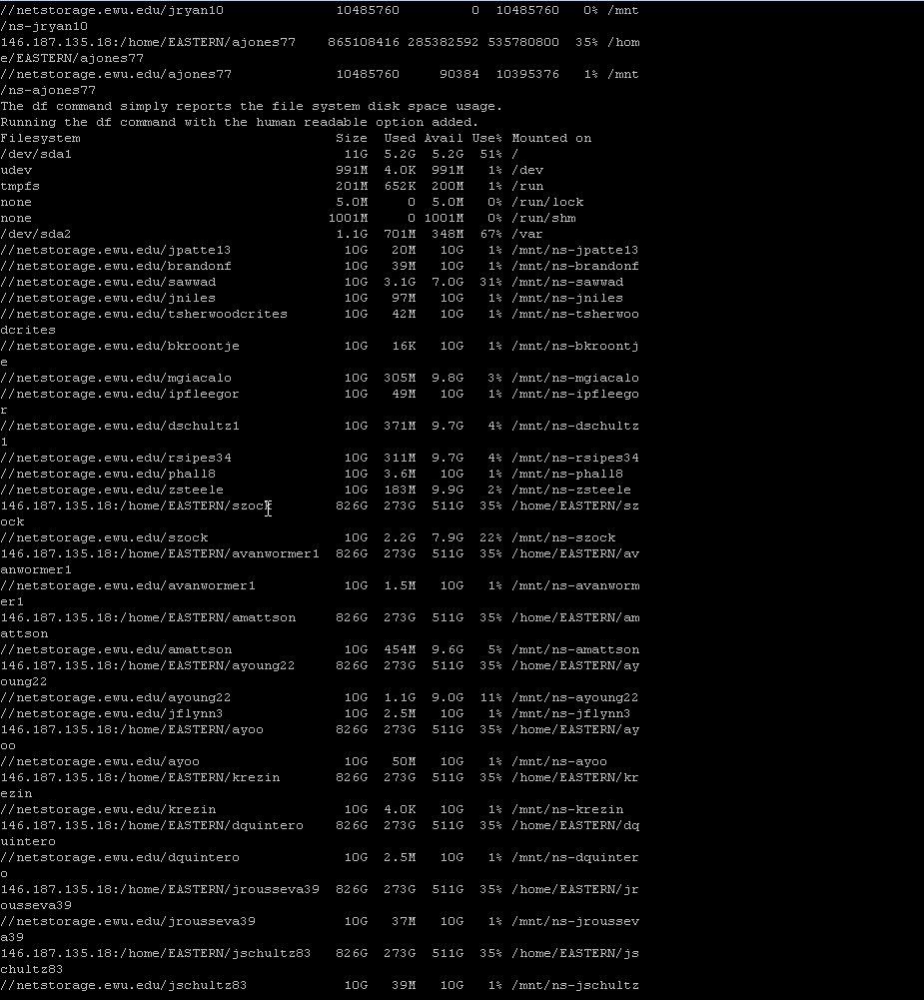 //netstorage.ewu.edu/jryan10              10485760         0  10485760   0% /mnt
/ns-jryan10
146.187.135.18:/home/EASTERN/ajones77    865108416 285382592 535780800  35% /hom
e/EASTERN/ajones77
//netstorage.ewu.edu/ajones77             10485760     90384  10395376   1% /mnt
/ns-ajones77
The df command simply reports the file system disk space usage.
Running the df command with the human readable option added.
Filesystem                                Size  Used Avail Use% Mounted on
/dev/sda1                                  11G  5.2G  5.2G  51% /
udev                                      991M  4.0K  991M   1% /dev
tmpfs                                     201M  652K  200M   1% /run
none                                      5.0M     0  5.0M   0% /run/lock
none                                     1001M     0 1001M   0% /run/shm
/dev/sda2                                 1.1G  701M  348M  67% /var
//netstorage.ewu.edu/jpatte13              10G   20M   10G   1% /mnt/ns-jpatte13
//netstorage.ewu.edu/brandonf              10G   39M   10G   1% /mnt/ns-brandonf
//netstorage.ewu.edu/sawwad                10G  3.1G  7.0G  31% /mnt/ns-sawwad
//netstorage.ewu.edu/jniles                10G   97M   10G   1% /mnt/ns-jniles
//netstorage.ewu.edu/tsherwoodcrites       10G   42M   10G   1% /mnt/ns-tsherwoo
dcrites
//netstorage.ewu.edu/bkroontje             10G   16K   10G   1% /mnt/ns-bkroontj
e
//netstorage.ewu.edu/mgiacalo              10G  305M  9.8G   3% /mnt/ns-mgiacalo
//netstorage.ewu.edu/ipfleegor             10G   49M   10G   1% /mnt/ns-ipfleego
r
//netstorage.ewu.edu/dschultz1             10G  371M  9.7G   4% /mnt/ns-dschultz
1
//netstorage.ewu.edu/rsipes34              10G  311M  9.7G   4% /mnt/ns-rsipes34
//netstorage.ewu.edu/phall8                10G  3.6M   10G   1% /mnt/ns-phall8
//netstorage.ewu.edu/zsteele               10G  183M  9.9G   2% /mnt/ns-zsteele
146.187.135.18:/home/EASTERN/szock        826G  273G  511G  35% /home/EASTERN/sz
ock
//netstorage.ewu.edu/szock                 10G  2.2G  7.9G  22% /mnt/ns-szock
146.187.135.18:/home/EASTERN/avanwormer1  826G  273G  511G  35% /home/EASTERN/av
anwormer1
//netstorage.ewu.edu/avanwormer1           10G  1.5M   10G   1% /mnt/ns-avanworm
er1
146.187.135.18:/home/EASTERN/amattson     826G  273G  511G  35% /home/EASTERN/am
attson
//netstorage.ewu.edu/amattson              10G  454M  9.6G   5% /mnt/ns-amattson
146.187.135.18:/home/EASTERN/ayoung22     826G  273G  511G  35% /home/EASTERN/ay
oung22
//netstorage.ewu.edu/ayoung22              10G  1.1G  9.0G  11% /mnt/ns-ayoung22
//netstorage.ewu.edu/jflynn3               10G  2.5M   10G   1% /mnt/ns-jflynn3
146.187.135.18:/home/EASTERN/ayoo         826G  273G  511G  35% /home/EASTERN/ay
oo
//netstorage.ewu.edu/ayoo                  10G   50M   10G   1% /mnt/ns-ayoo
146.187.135.18:/home/EASTERN/krezin       826G  273G  511G  35% /home/EASTERN/kr
ezin
//netstorage.ewu.edu/krezin                10G  4.0K   10G   1% /mnt/ns-krezin
146.187.135.18:/home/EASTERN/dquintero    826G  273G  511G  35% /home/EASTERN/dq
uintero
//netstorage.ewu.edu/dquintero             10G  2.5M   10G   1% /mnt/ns-dquinter
o
146.187.135.18:/home/EASTERN/jrousseva39  826G  273G  511G  35% /home/EASTERN/jr
ousseva39
//netstorage.ewu.edu/jrousseva39           10G   37M   10G   1% /mnt/ns-jroussev
a39
146.187.135.18:/home/EASTERN/jschultz83   826G  273G  511G  35% /home/EASTERN/js
chultz83
//netstorage.ewu.edu/jschultz83            10G   39M   10G   1% /mnt/ns-jschultz